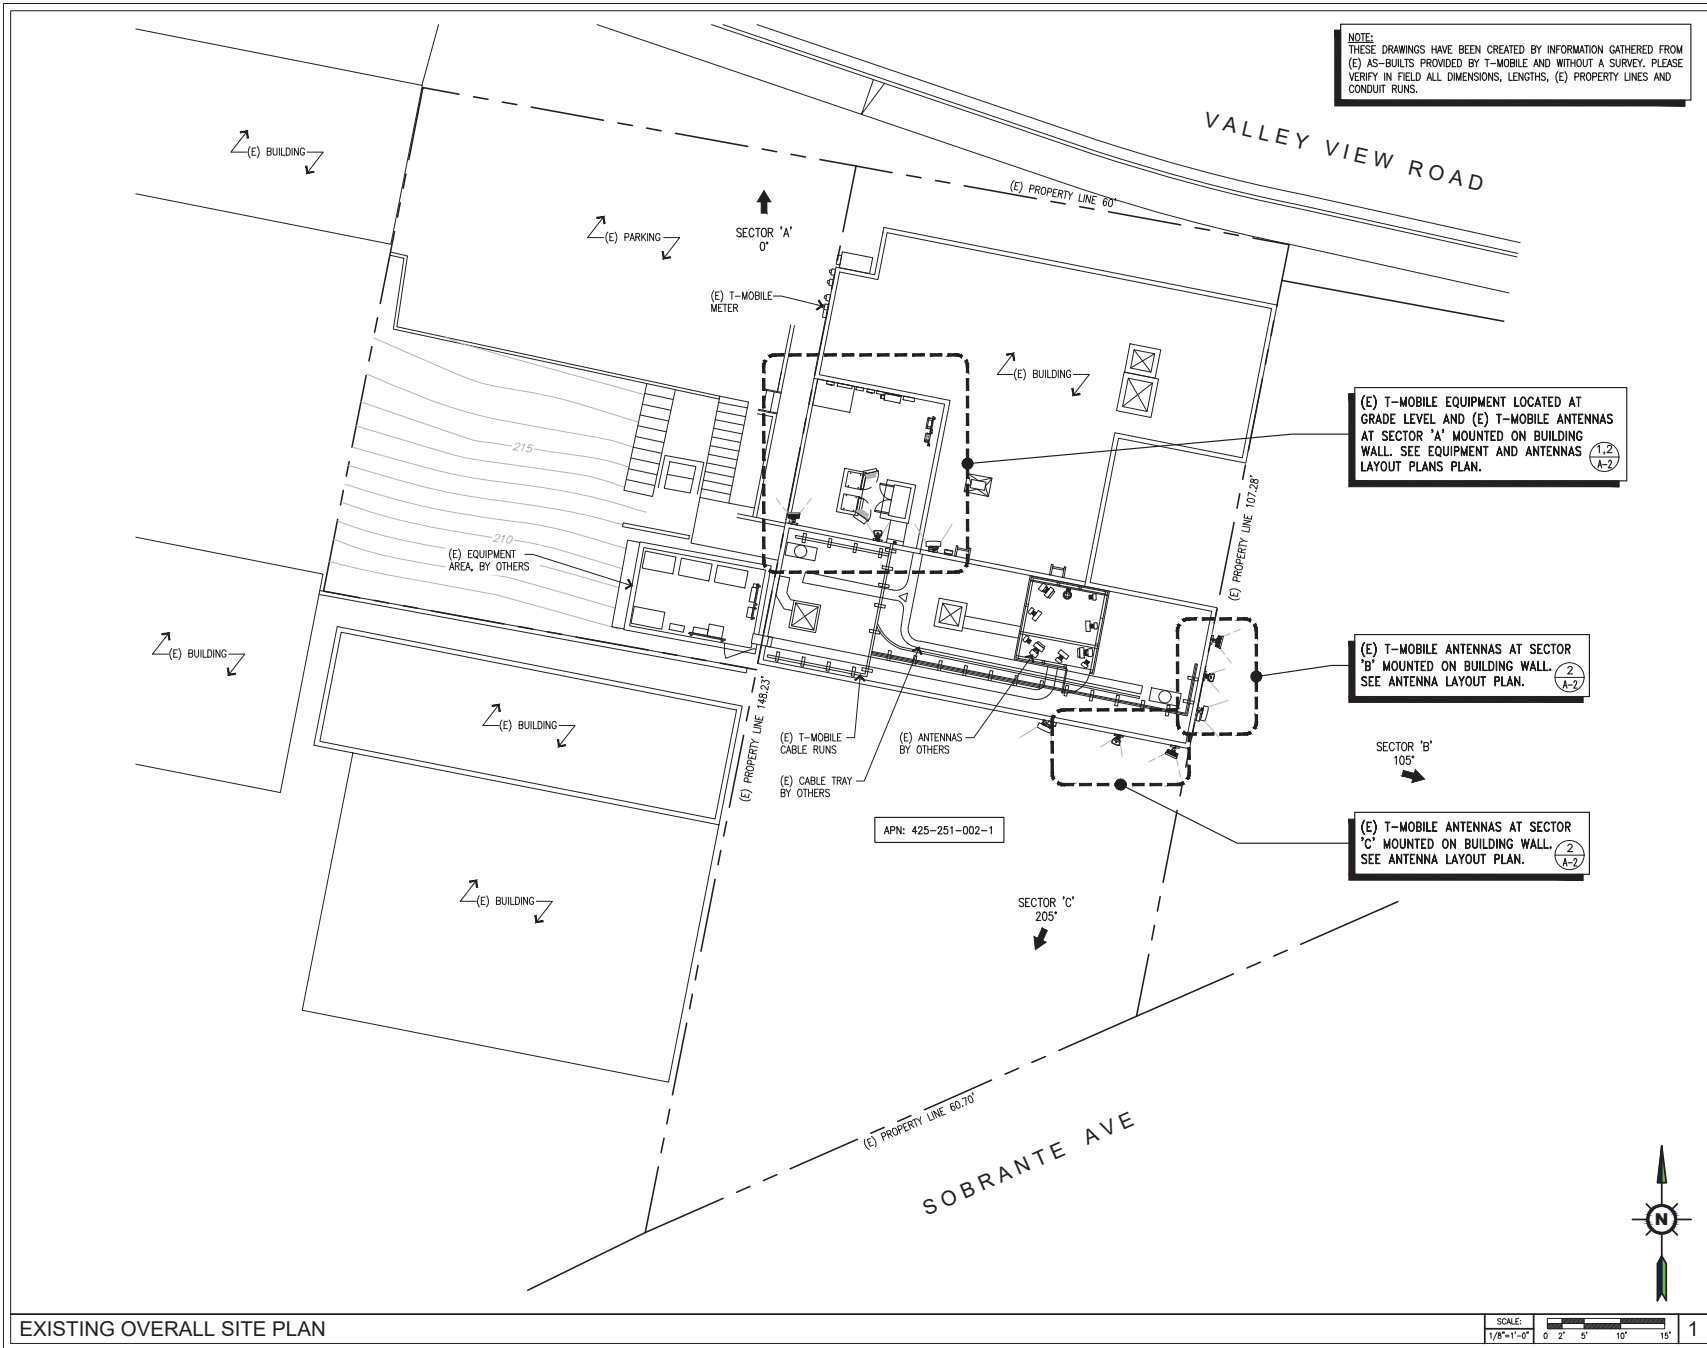 NOTE:
THESE DRAWINGS HAVE BEEN CREATED BY INFORMATION GATHERED FROM
(E) AS-BUILTS PROVIDED BY T-MOBILE AND WITHOUT A SURVEY. PLEASE
VERIFY IN FIELD ALL DIMENSIONS, LENGTHS, (E) PROPERTY LINES AND
CONDUIT RUNS.
VALLEY VIEW ROAD
(E) BUILDING
(E) PROPERTY LINE 60'
(E) PARKING
SECTOR 'A'
0°
(E) T-MOBILE
METER
(E) BUILDING
(E) T-MOBILE EQUIPMENT LOCATED AT
GRADE LEVEL AND (E) T-MOBILE ANTENNAS
AT SECTOR 'A' MOUNTED ON BUILDING
WALL. SEE EQUIPMENT AND ANTENNAS
LAYOUT PLANS PLAN.
1,2
A-2
215
(E) PROPERTY LINE 107.28'
210
(E) EQUIPMENT
AREA, BY OTHERS
(E) BUILDING
(E) T-MOBILE ANTENNAS AT SECTOR
'B' MOUNTED ON BUILDING WALL.
SEE ANTENNA LAYOUT PLAN.
2
A-2
(E) BUILDING
(E) PROPERTY LINE 148.23'
(E) T-MOBILE
CABLE RUNS
(E) ANTENNAS
BY OTHERS
(E) CABLE TRAY
BY OTHERS
SECTOR 'B'
105°
APN: 425-251-002-1
(E) T-MOBILE ANTENNAS AT SECTOR
'C' MOUNTED ON BUILDING WALL.
SEE ANTENNA LAYOUT PLAN.
2
A-2
(E) BUILDING
SECTOR 'C'
205°
(E) PROPERTY LINE 60.70'
SOBRANTE AVE
N
EXISTING OVERALL SITE PLAN
SCALE:
1/8"=1'-0"
0 2' 5' 10' 15'
1